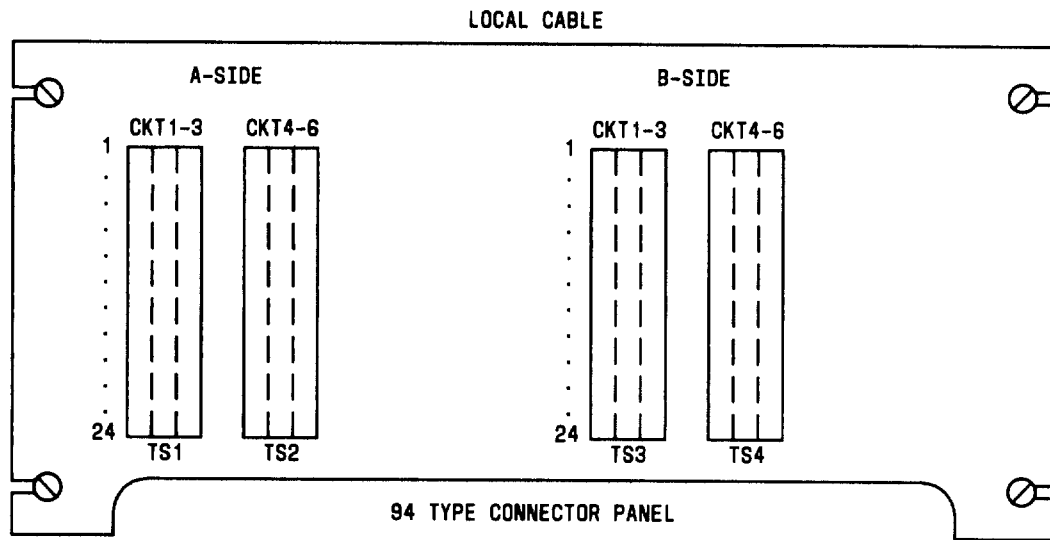 LOCAL CABLE
A-SIDE
B-SIDE
CKT1-3 CKT4-6
CKT1-3 CKT4-6
1
24
1
24
TS1 TS2
TS3 TS4
94 TYPE CONNECTOR PANEL